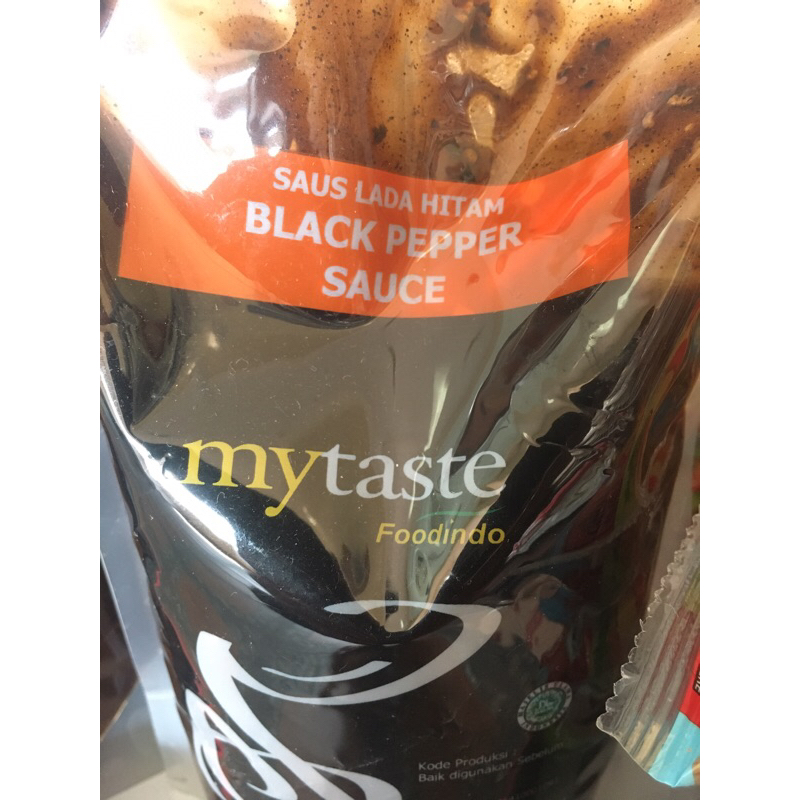 SAUS LADA HITAM
BLACK PEPPER
SAUCE
mytaste
Foodindo
Kode Produksi :
Baik digunakan Sebelum